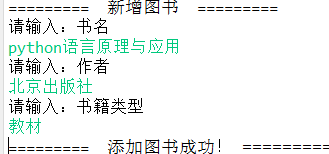 =========  新增图书  =========
请输入：书名
python语言原理与应用
请输入：作者
北京出版社
请输入：书籍类型
教材
=========  添加图书成功！ =========